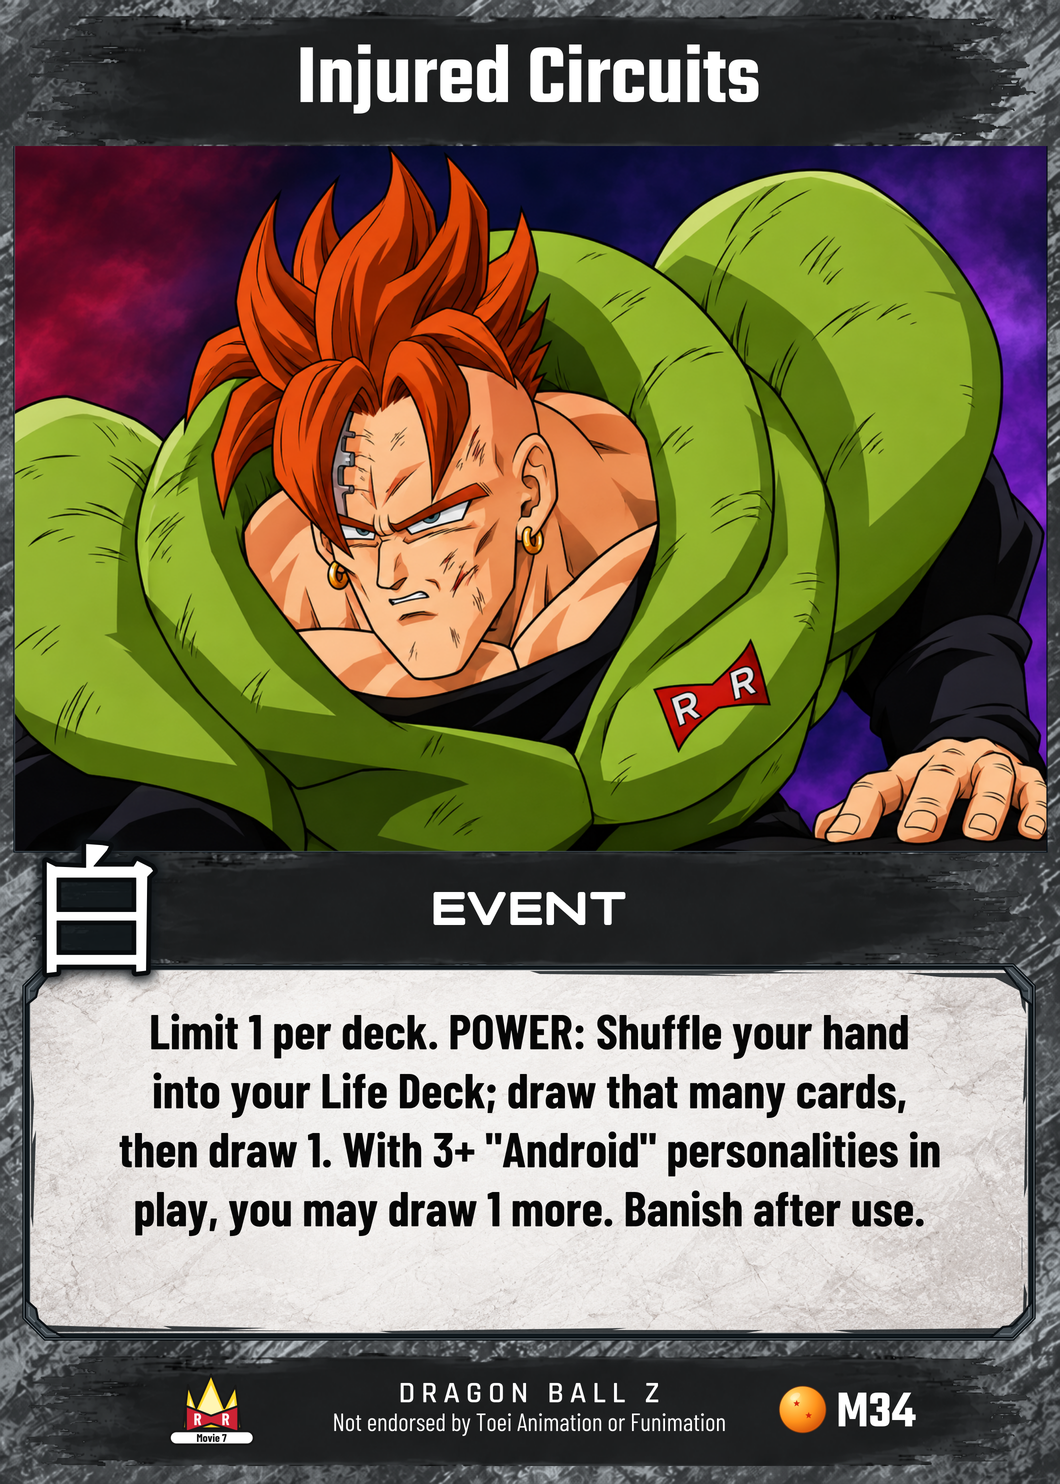 Injured Circuits
R R
白
EVENT
Limit 1 per deck. POWER: Shuffle your hand
into your Life Deck; draw that many cards,
then draw 1. With 3+ "Android" personalities in
play, you may draw 1 more. Banish after use.
R R
Movie 7
DRAGON BALL Z
Not endorsed by Toei Animation or Funimation
M34